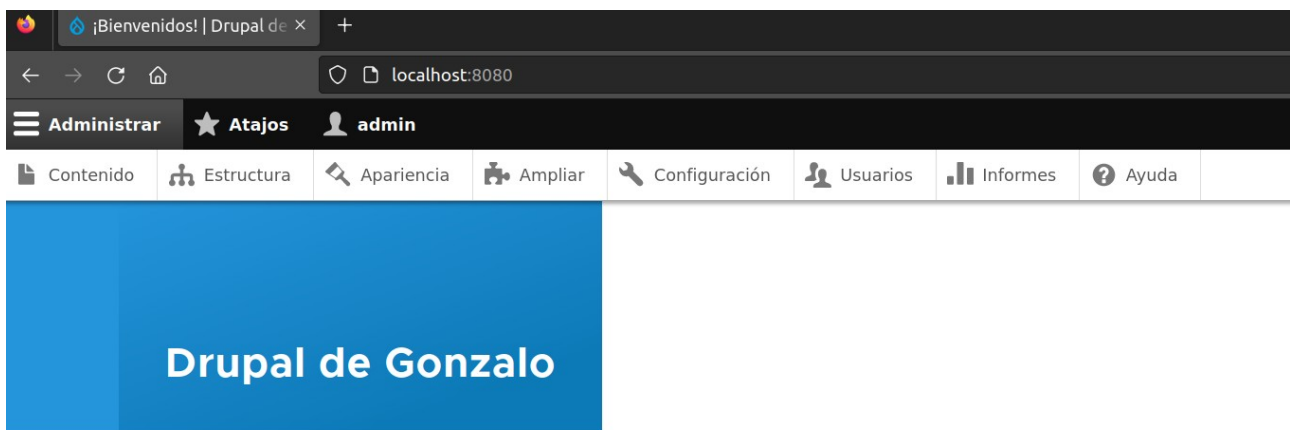 ¡Bienvenidos! | Drupal de
localhost:8080
Administrar Atajos admin
Contenido Estructura Apariencia Ampliar Configuración Usuarios Informes Ayuda
Drupal de Gonzalo